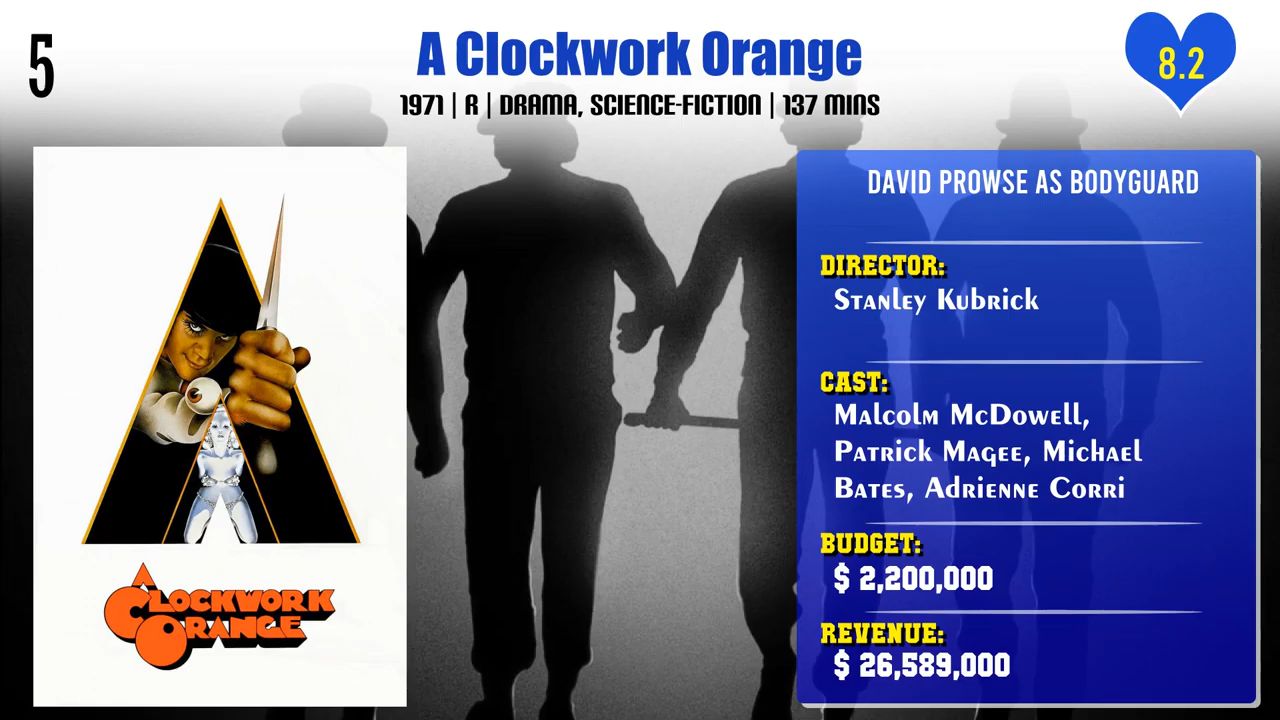 5
A Clockwork Orange
8.2
1971 | R | DRAMA, SCIENCE-FICTION | 137 MINS
A CLOCKWORK
ORANGE
DAVID PROWSE AS BODYGUARD
DIRECTOR:
Stanley Kubrick
CAST:
Malcolm McDowell,
Patrick Magee, Michael
Bates, Adrienne Corri
BUDGET:
$ 2,200,000
REVENUE:
$ 26,589,000